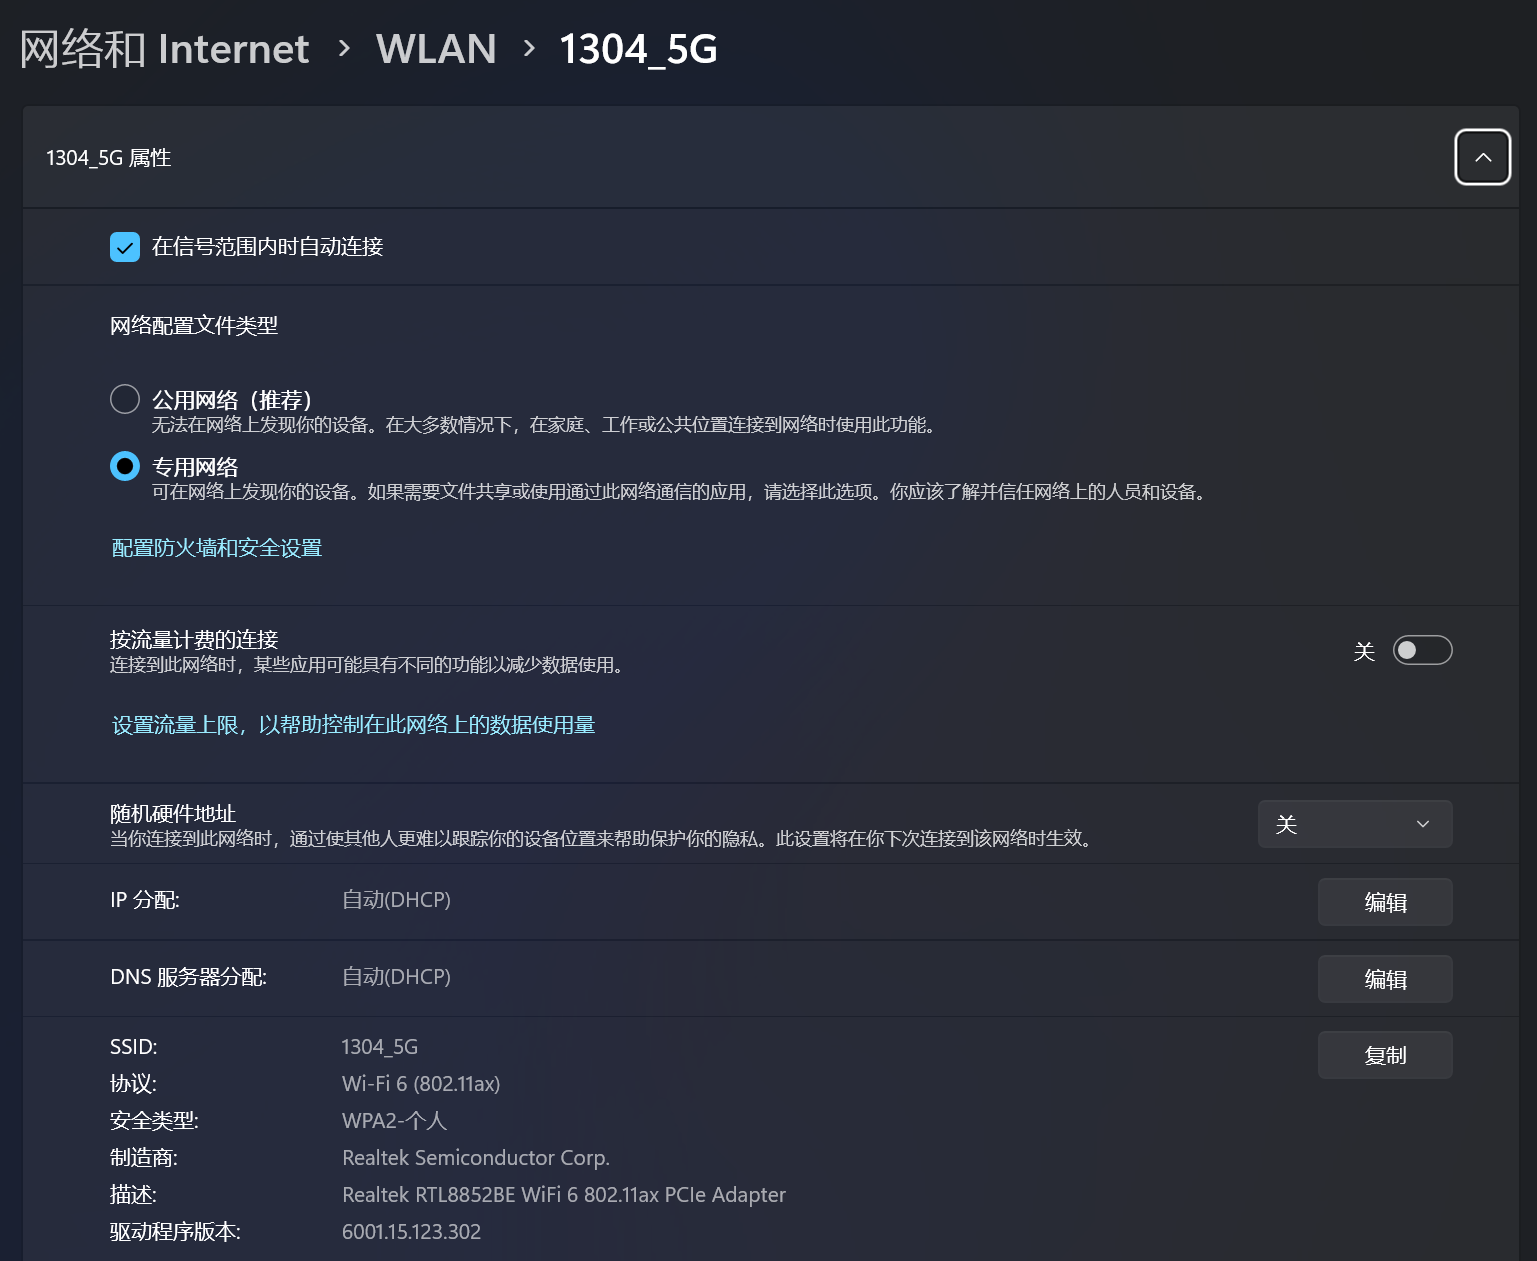 网络和 Internet › WLAN › 1304_5G
1304_5G 属性
在信号范围内时自动连接
网络配置文件类型
公用网络（推荐）
无法在网络上发现你的设备。在大多数情况下，在家庭、工作或公共位置连接到网络时使用此功能。
专用网络
可在网络上发现你的设备。如果需要文件共享或使用通过此网络通信的应用，请选择此选项。你应该了解并信任网络上的人员和设备。
配置防火墙和安全设置
按流量计费的连接
连接到此网络时，某些应用可能具有不同的功能以减少数据使用。
关
设置流量上限，以帮助控制在此网络上的数据使用量
随机硬件地址
当你连接到此网络时，通过使其他人更难以跟踪你的设备位置来帮助保护你的隐私。此设置将在你下次连接到该网络时生效。
关
IP 分配: 自动(DHCP) 编辑
DNS 服务器分配: 自动(DHCP) 编辑
SSID: 1304_5G 复制
协议: Wi-Fi 6 (802.11ax)
安全类型: WPA2-个人
制造商: Realtek Semiconductor Corp.
描述: Realtek RTL8852BE WiFi 6 802.11ax PCIe Adapter
驱动程序版本: 6001.15.123.302